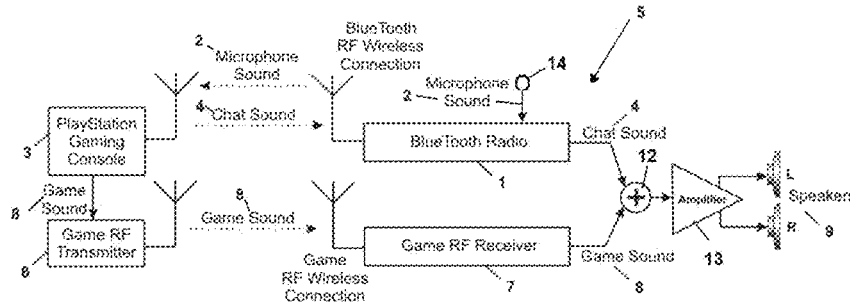 5
2
Microphone
Sound
BlueTooth
RF Wireless
Connection
14
Microphone
2
Sound
4
Chat Sound
PlayStation
Gaming
Console
3
BlueTooth Radio
1
4
Chat Sound
12
Game
Sound
8
Game RF
Transmitter
6
8
Game Sound
Game
RF Wireless
Connection
Game RF Receiver
7
Game Sound
8
+
Amplifier
13
L
Speakers
R
9